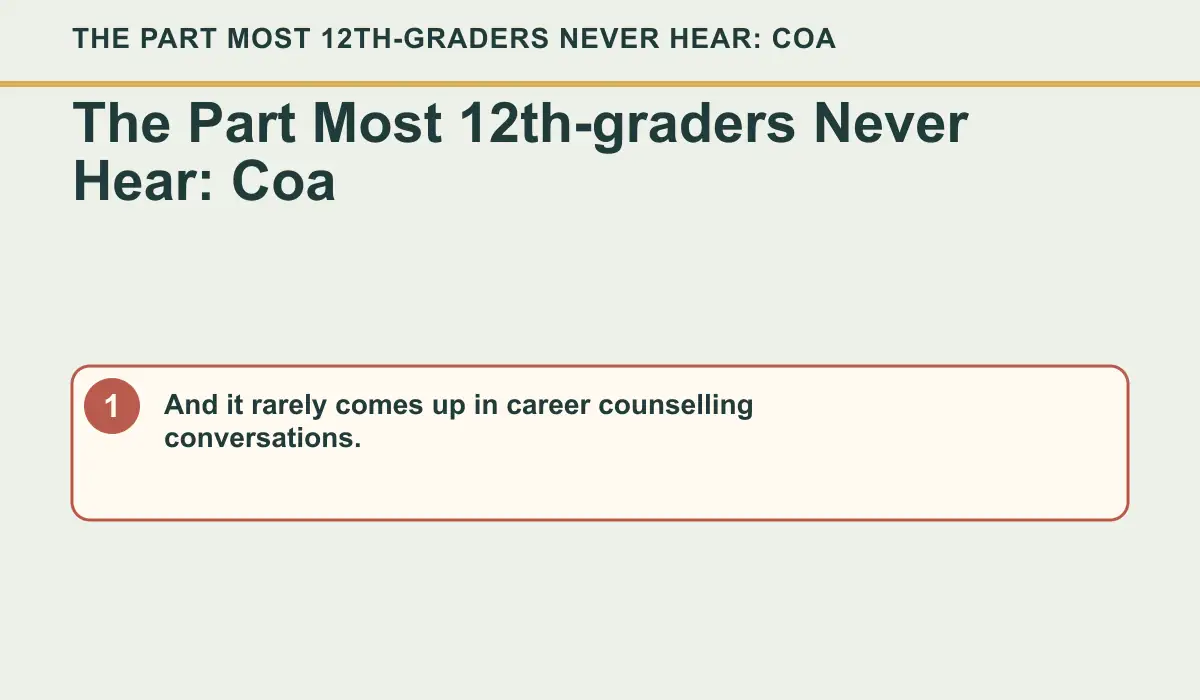 THE PART MOST 12TH-GRADERS NEVER HEAR: COA
The Part Most 12th-graders Never
Hear: Coa
1
And it rarely comes up in career counselling
conversations.